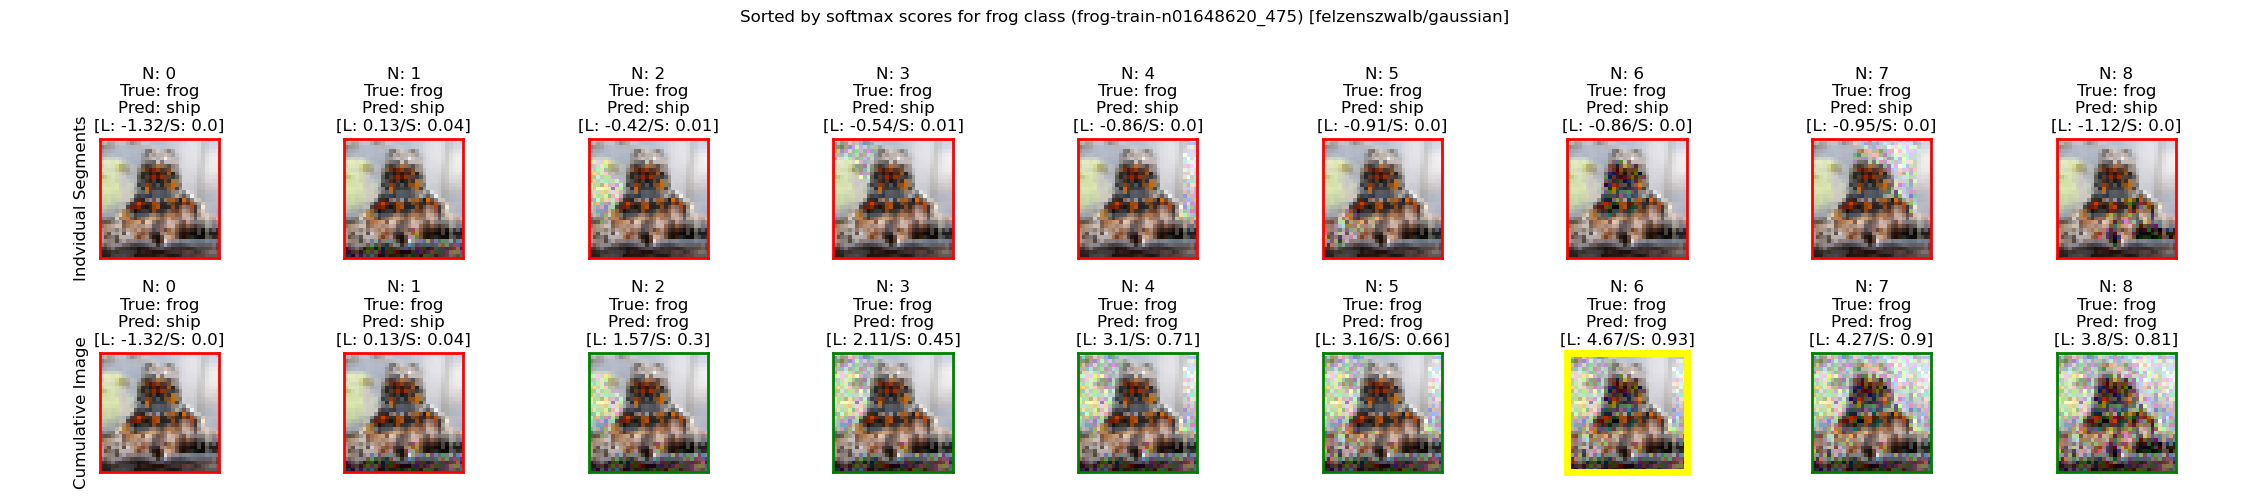 Sorted by softmax scores for frog class (frog-train-n01648620_475) [felzenszwalb/gaussian]
Indvidual Segments
N: 0
True: frog
Pred: ship
[L: -1.32/S: 0.0]
N: 1
True: frog
Pred: ship
[L: 0.13/S: 0.04]
N: 2
True: frog
Pred: ship
[L: -0.42/S: 0.01]
N: 3
True: frog
Pred: ship
[L: -0.54/S: 0.01]
N: 4
True: frog
Pred: ship
[L: -0.86/S: 0.0]
N: 5
True: frog
Pred: ship
[L: -0.91/S: 0.0]
N: 6
True: frog
Pred: ship
[L: -0.86/S: 0.0]
N: 7
True: frog
Pred: ship
[L: -0.95/S: 0.0]
N: 8
True: frog
Pred: ship
[L: -1.12/S: 0.0]
Cumulative Image
N: 0
True: frog
Pred: ship
[L: -1.32/S: 0.0]
N: 1
True: frog
Pred: ship
[L: 0.13/S: 0.04]
N: 2
True: frog
Pred: frog
[L: 1.57/S: 0.3]
N: 3
True: frog
Pred: frog
[L: 2.11/S: 0.45]
N: 4
True: frog
Pred: frog
[L: 3.1/S: 0.71]
N: 5
True: frog
Pred: frog
[L: 3.16/S: 0.66]
N: 6
True: frog
Pred: frog
[L: 4.67/S: 0.93]
N: 7
True: frog
Pred: frog
[L: 4.27/S: 0.9]
N: 8
True: frog
Pred: frog
[L: 3.8/S: 0.81]